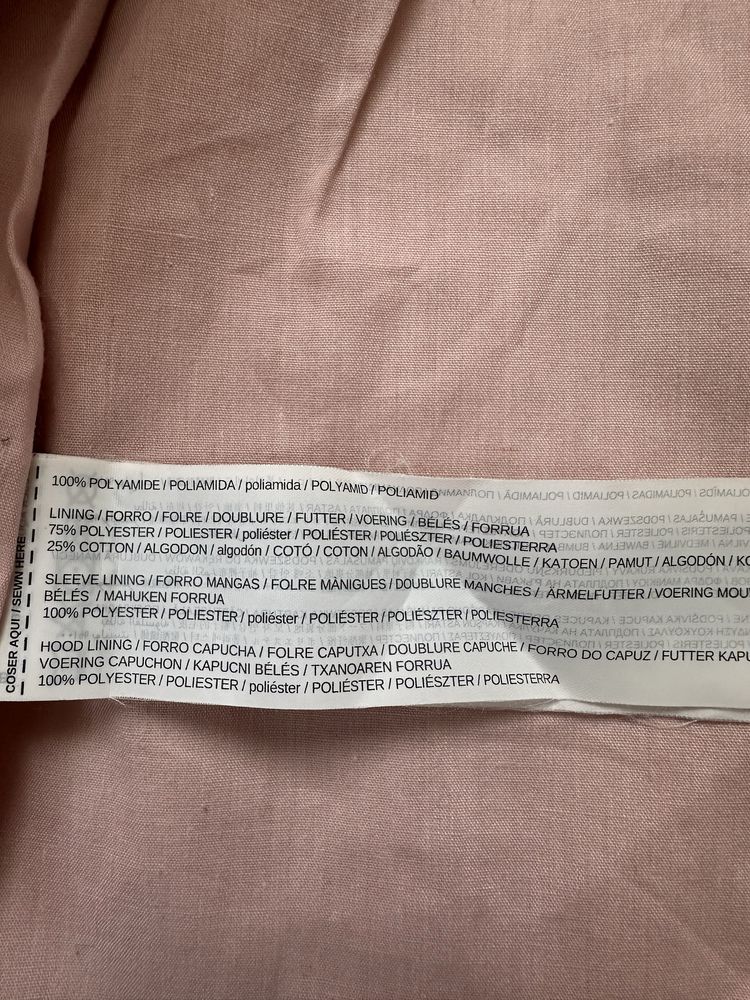 100% POLYAMIDE / POLIAMIDA / poliamida / POLYAMID / POLIAMID
LINING / FORRO / FOLRE / DOUBLURE / FUTTER / VOERING / BÉLÉS / FORRUA
75% POLYESTER / POLIESTER / poliéster / POLIÉSTER / POLIÉSZTER / POLIESTERRA
25% COTTON / ALGODON / algodón / COTÓ / COTON / ALGODÃO / BAUMWOLLE / KATOEN / PAMUT / ALGODÓN / KO
SLEEVE LINING / FORRO MANGAS / FOLRE MÀNIGUES / DOUBLURE MANCHES / ÄRMELFUTTER / VOERING MOUW
BÉLÉS / MAHUKEN FORRUA
100% POLYESTER / POLIESTER / poliéster / POLIÉSTER / POLIÉSZTER / POLIESTERRA
HOOD LINING / FORRO CAPUCHA / FOLRE CAPUTXA / DOUBLURE CAPUCHE / FORRO DO CAPUZ / FUTTER KAPU
VOERING CAPUCHON / KAPUCNI BÉLÉS / TXANOAREN FORRUA
100% POLYESTER / POLIESTER / poliéster / POLIÉSTER / POLIÉSZTER / POLIESTERRA
COSER AQUI / SEWN HERE